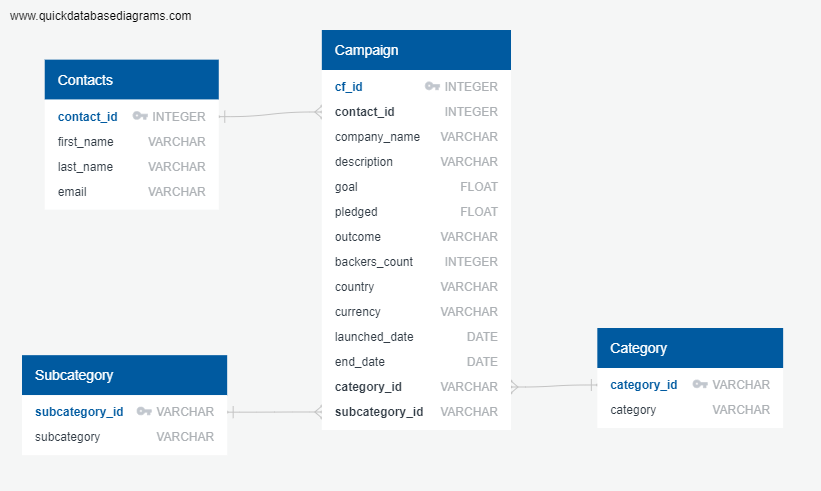 www.quickdatabasediagrams.com
Contacts
contact_id INTEGER
first_name VARCHAR
last_name VARCHAR
email VARCHAR
Campaign
cf_id INTEGER
contact_id INTEGER
company_name VARCHAR
description VARCHAR
goal FLOAT
pledged FLOAT
outcome VARCHAR
backers_count INTEGER
country VARCHAR
currency VARCHAR
launched_date DATE
end_date DATE
category_id VARCHAR
subcategory_id VARCHAR
Subcategory
subcategory_id VARCHAR
subcategory VARCHAR
Category
category_id VARCHAR
category VARCHAR